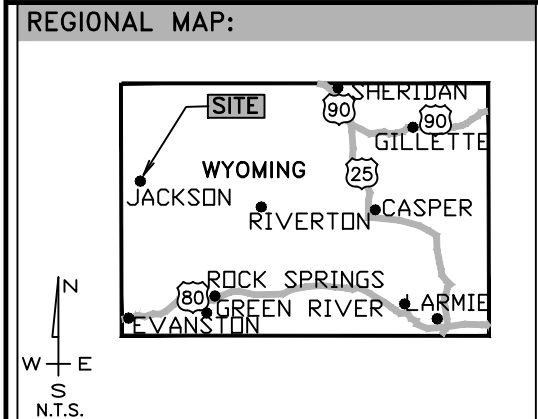 REGIONAL MAP:
SHERIDAN
SITE
90
90
GILLETTE
WYOMING
25
JACKSON
CASPER
RIVERTON
ROCK SPRINGS
80
GREEN RIVER
LARMIE
EVANSTON
N
W E
S
N.T.S.